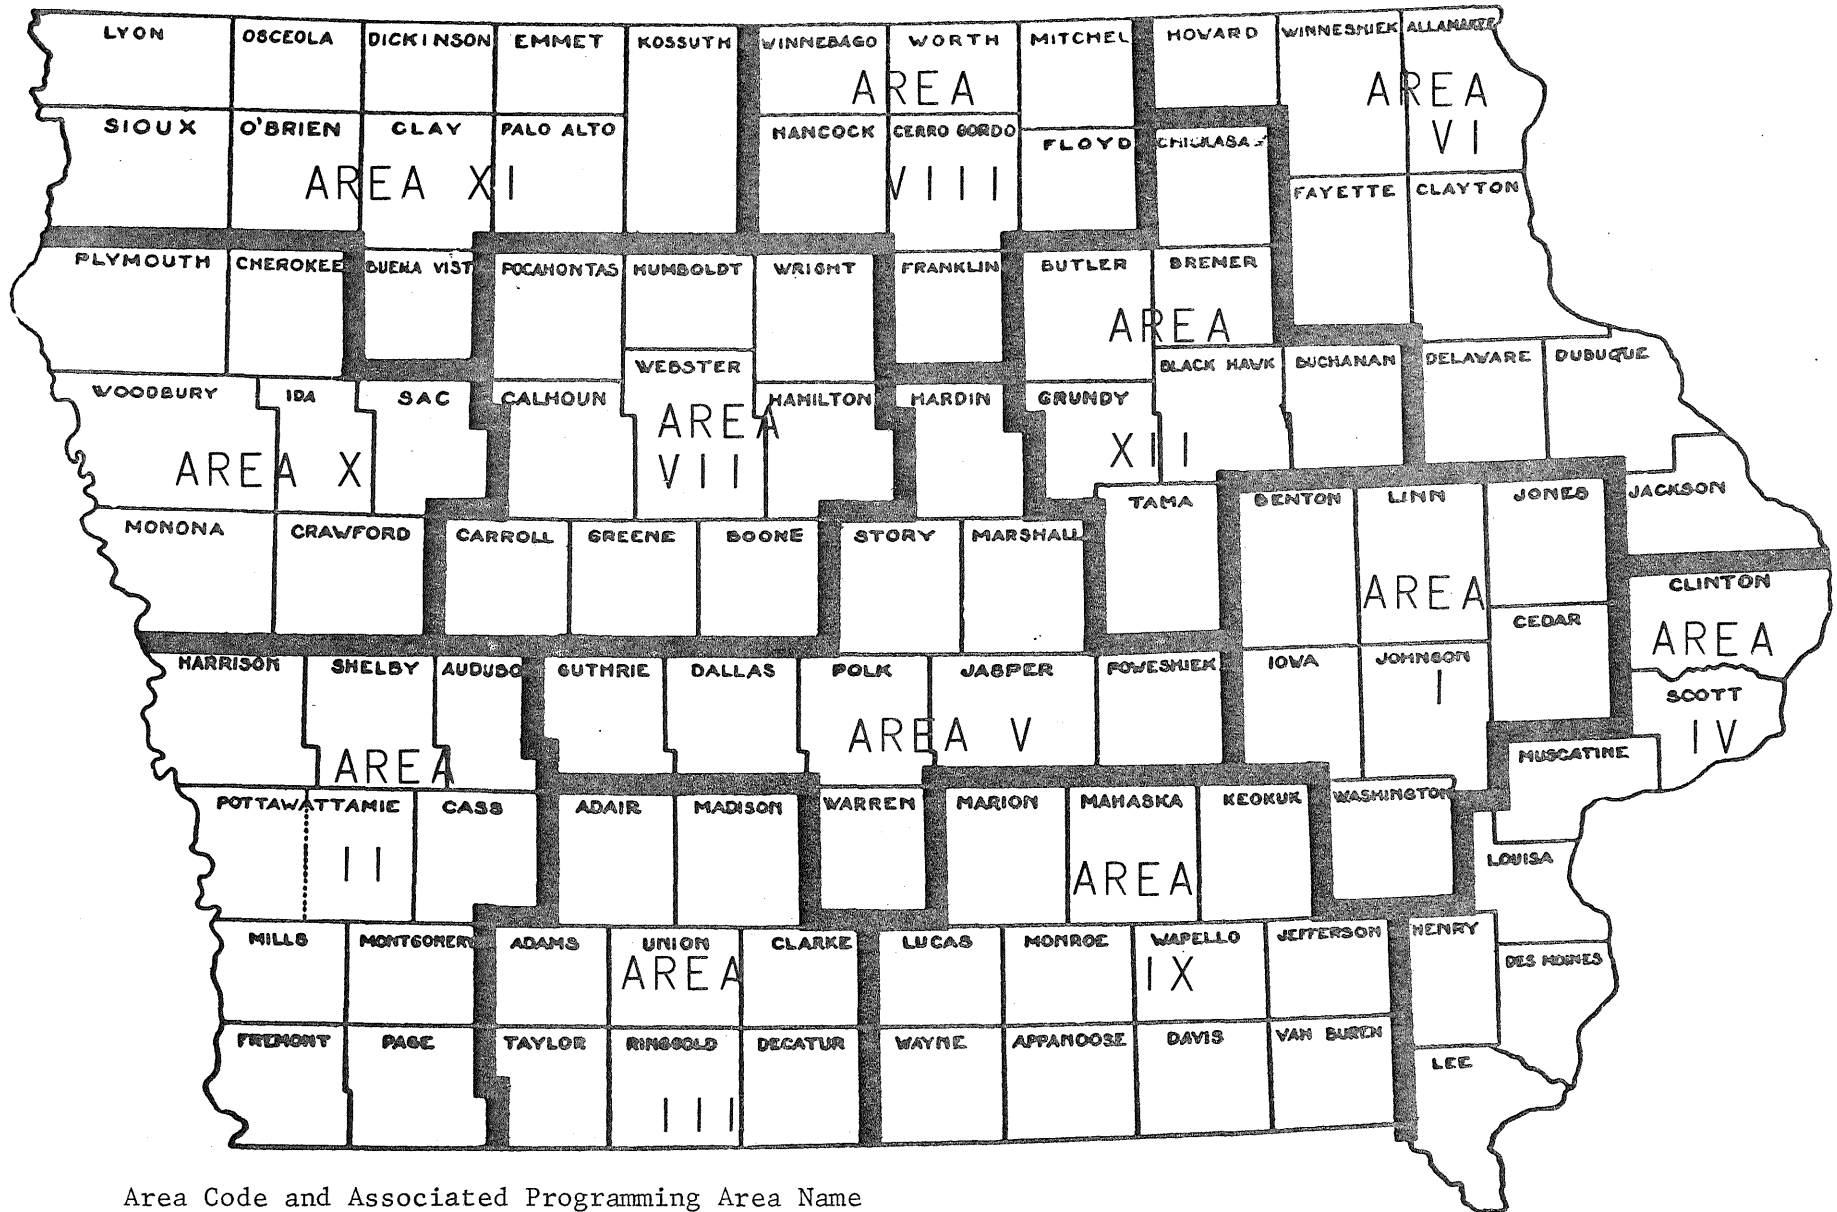 LYON OSCEOLA DICKINSON EMMET KOSSUTH WINNEBAGO WORTH MITCHEL HOWARD WINNESHIEK ALLAMAKEE
AREA AREA
SIOUX O'BRIEN CLAY PALO ALTO HANCOCK CERRO GORDO FLOYD CHICKASA VI
AREA XI VIII FAYETTE CLAYTON
PLYMOUTH CHEROKEE BUENA VIST POCAHONTAS HUMBOLDT WRIGHT FRANKLIN BUTLER BREMER
AREA
WEBSTER BLACK HAWK BUCHANAN DELAWARE DUBUQUE
WOODBURY IDA SAC CALHOUN HAMILTON HARDIN GRUNDY
AREA X AREA VII XII
TAMA BENTON LINN JONES JACKSON
MONONA CRAWFORD CARROLL GREENE BOONE STORY MARSHALL
AREA CLINTON
CEDAR AREA
HARRISON SHELBY AUDUBO GUTHRIE DALLAS POLK JASPER POWESHIEK IOWA JOHNSON
I SCOTT
AREA AREA V IV
MUSCATINE
POTTAWATTAMIE CASS ADAIR MADISON WARREN MARION MAHASKA KEOKUK WASHINGTON
II AREA LOUISA
MILLS MONTGOMERY ADAMS UNION CLARKE LUCAS MONROE WAPELLO JEFFERSON HENRY
AREA IX DES MOINES
FREMONT PAGE TAYLOR RINGGOLD DECATUR WAYNE APPANOOSE DAVIS VAN BUREN
LEE
III
Area Code and Associated Programming Area Name